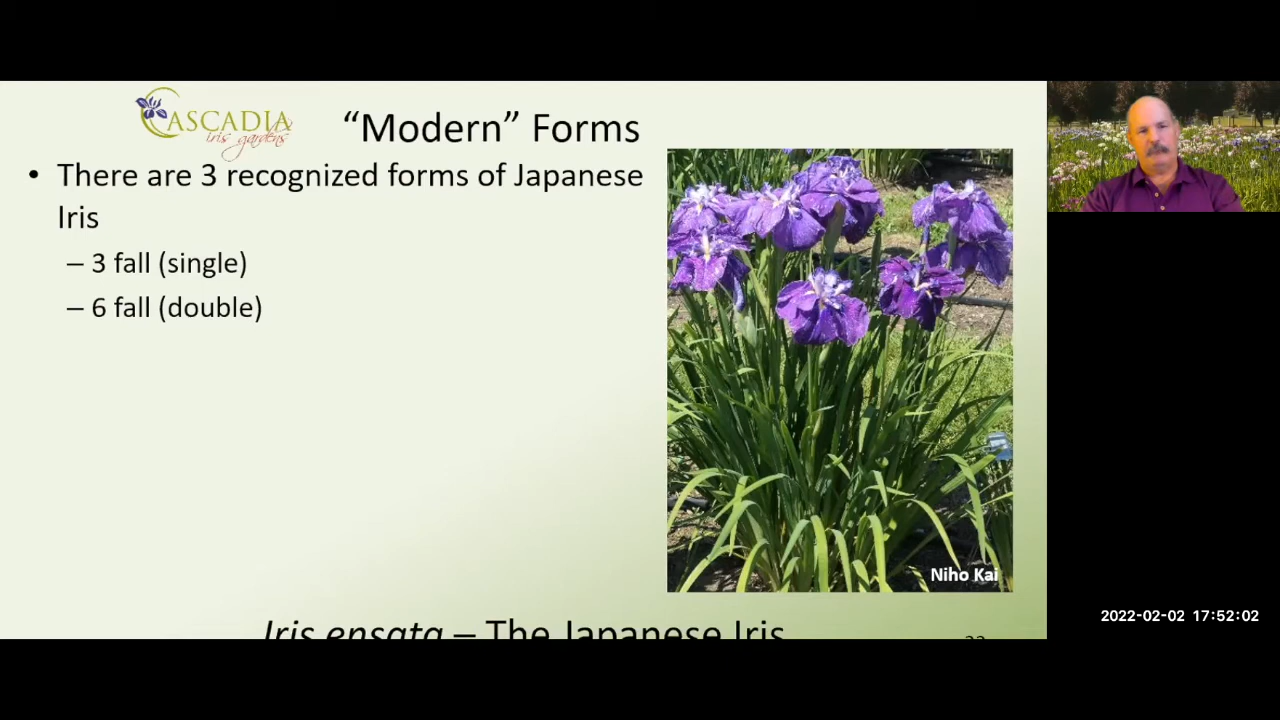 CASCADIA
iris gardens
“Modern” Forms
• There are 3 recognized forms of Japanese
Iris
– 3 fall (single)
– 6 fall (double)
Niho Kai
Iris ensata – The Japanese Iris
2022-02-02 17:52:02